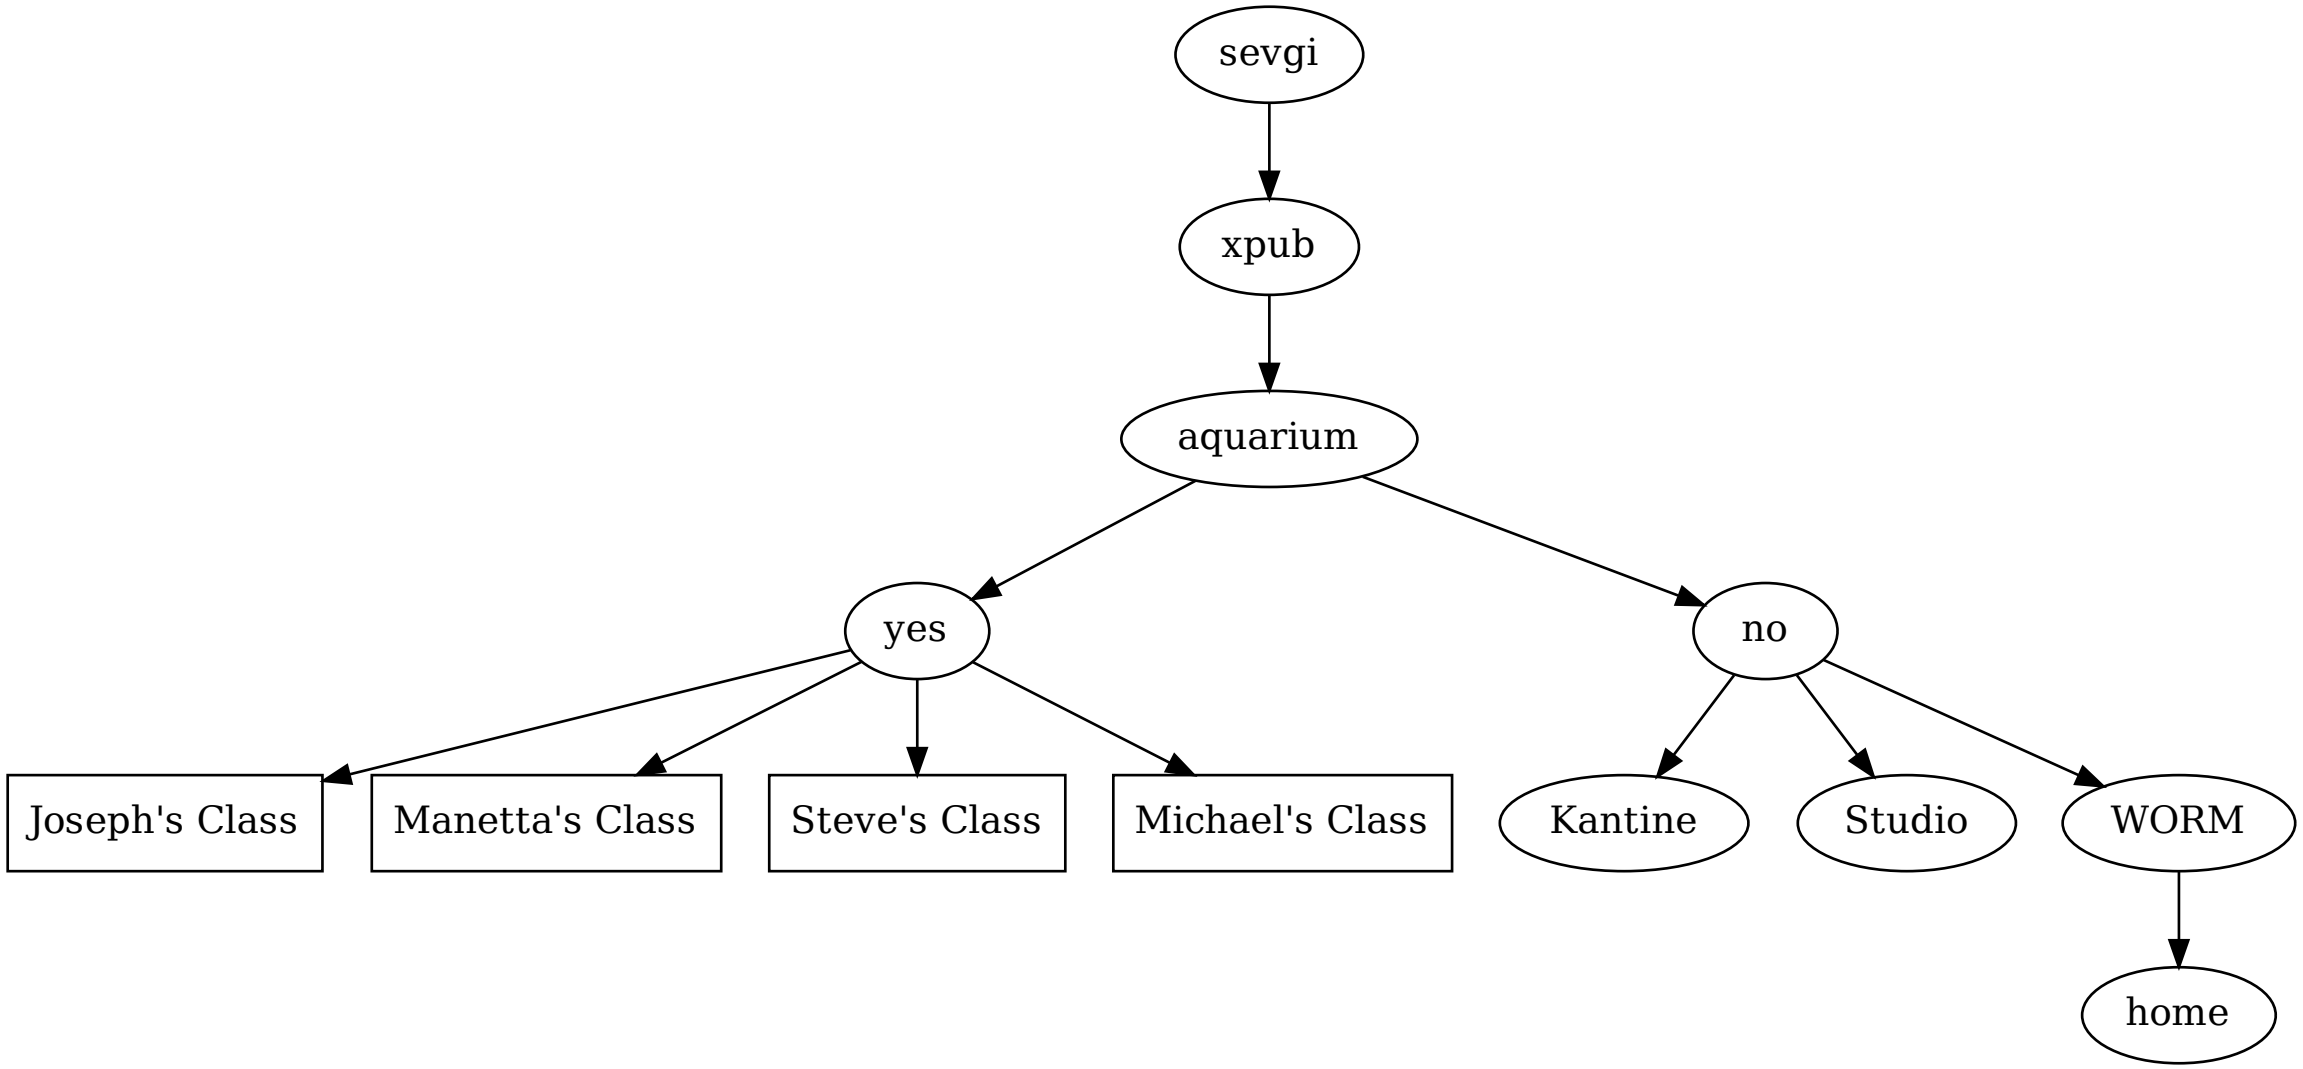 sevgi
xpub
aquarium
yes
no
Joseph's Class
Manetta's Class
Steve's Class
Michael's Class
Kantine
Studio
WORM
home